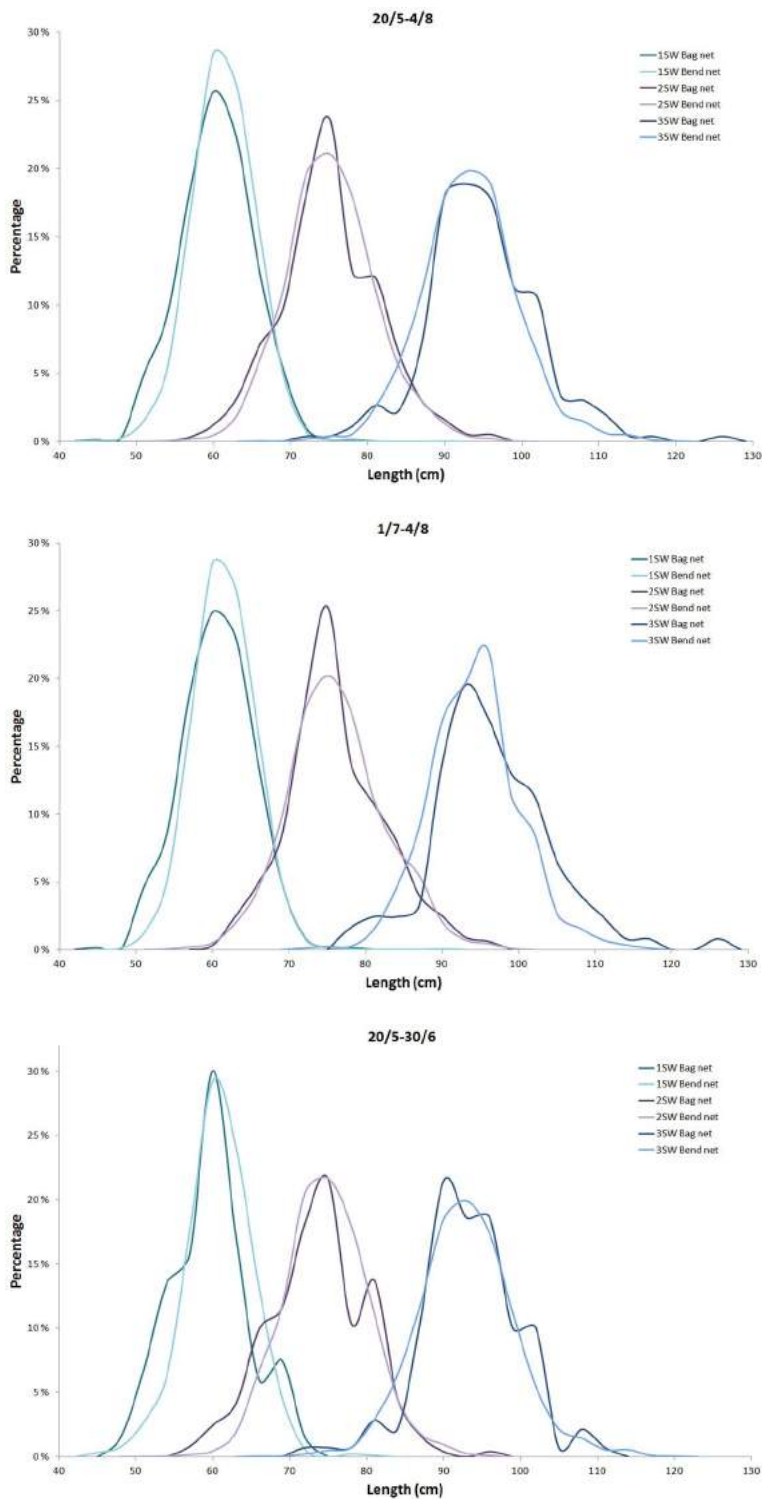 20/5-4/8
30 %
25 %
20 %
15 %
10 %
5 %
0 %
Percentage
1SW Bag net
1SW Bend net
2SW Bag net
2SW Bend net
3SW Bag net
3SW Bend net
40 50 60 70 80 90 100 110 120 130
Length (cm)
1/7-4/8
30 %
25 %
20 %
15 %
10 %
5 %
0 %
Percentage
1SW Bag net
1SW Bend net
2SW Bag net
2SW Bend net
3SW Bag net
3SW Bend net
40 50 60 70 80 90 100 110 120 130
Length (cm)
20/5-30/6
30 %
25 %
20 %
15 %
10 %
5 %
0 %
Percentage
1SW Bag net
1SW Bend net
2SW Bag net
2SW Bend net
3SW Bag net
3SW Bend net
40 50 60 70 80 90 100 110 120 130
Length (cm)